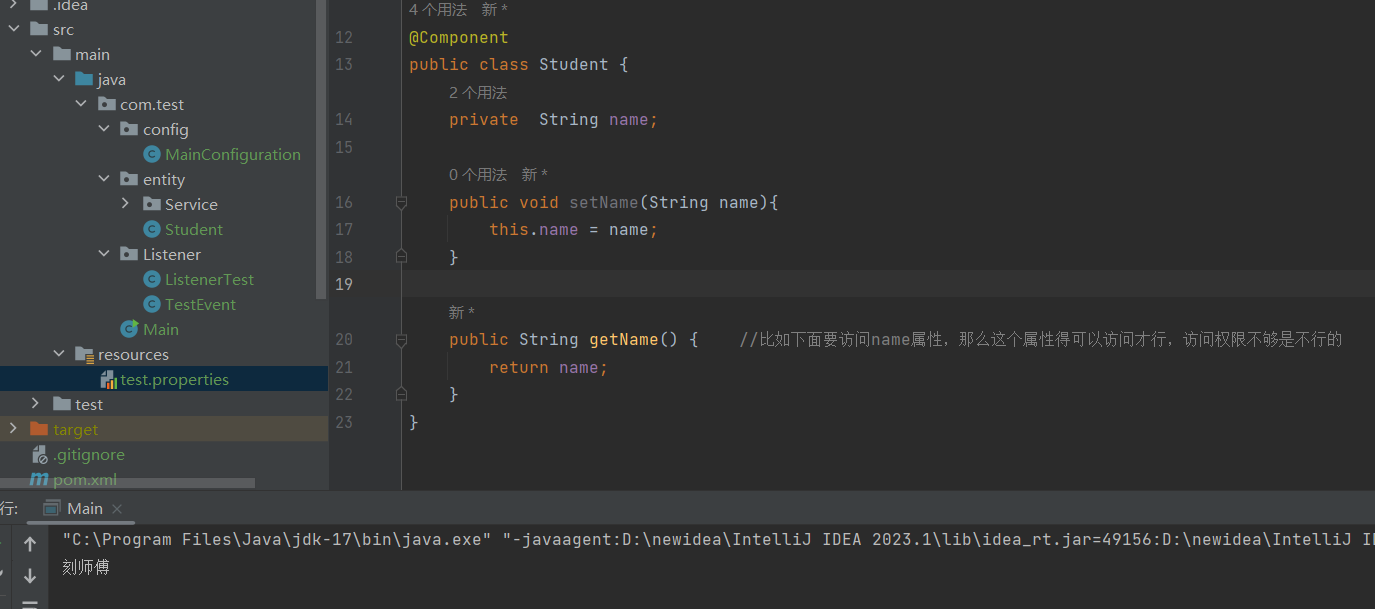 .idea
src
main
java
com.test
config
MainConfiguration
entity
Service
Student
Listener
ListenerTest
TestEvent
Main
resources
test.properties
test
target
.gitignore
pom.xml
4 个用法 新 *
12 @Component
13 public class Student {
2 个用法
14 private String name;
15
0 个用法 新 *
16 public void setName(String name){
17 this.name = name;
18 }
19
新 *
20 public String getName() { //比如下面要访问name属性，那么这个属性得可以访问才行，访问权限不够是不行的
21 return name;
22 }
23 }
行: Main
"C:\Program Files\Java\jdk-17\bin\java.exe" "-javaagent:D:\newidea\IntelliJ IDEA 2023.1\lib\idea_rt.jar=49156:D:\newidea\IntelliJ
刻师傅